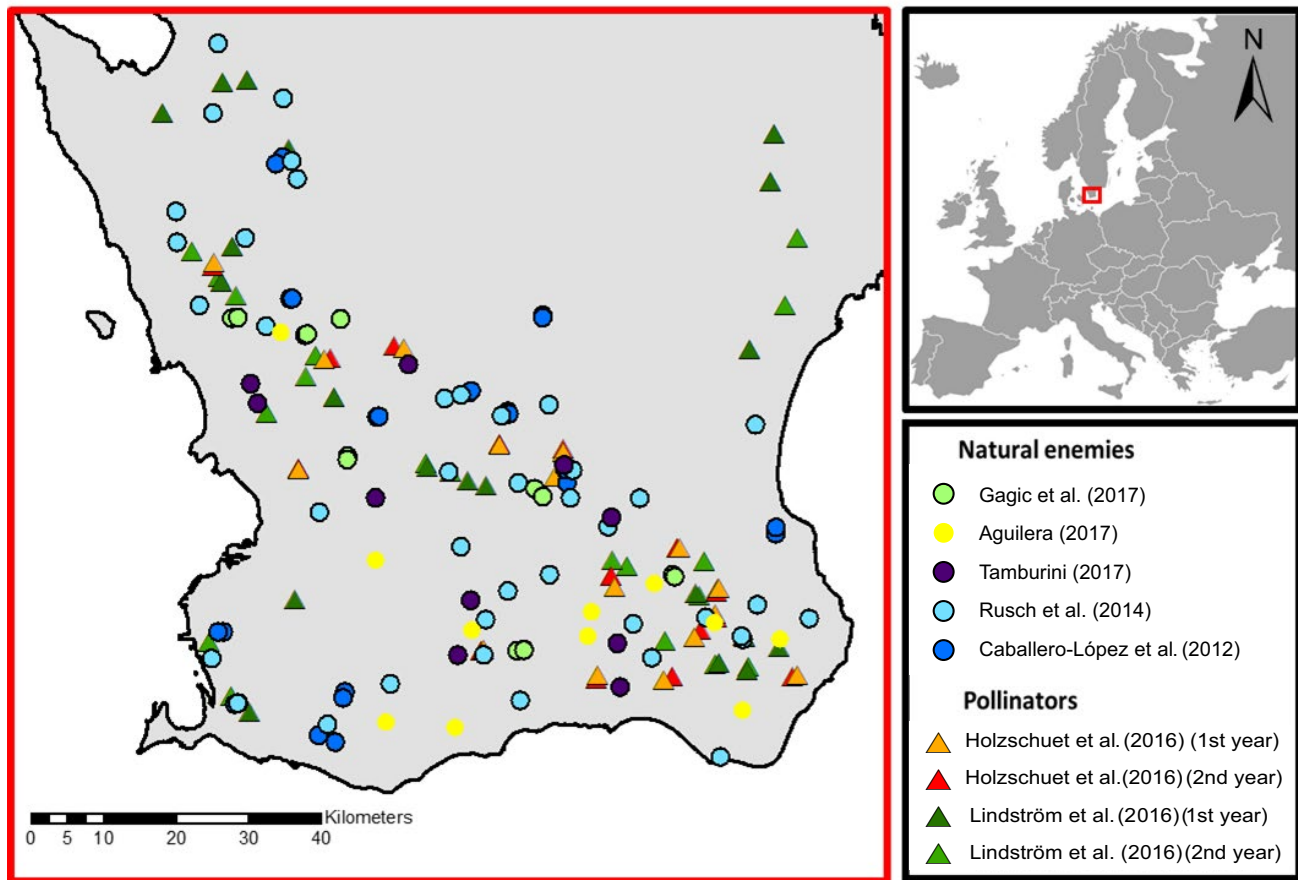 N
Natural enemies
Gagic et al. (2017)
Aguilera (2017)
Tamburini (2017)
Rusch et al. (2014)
Caballero-López et al. (2012)
Pollinators
Holzschuet et al. (2016) (1st year)
Holzschuet et al. (2016) (2nd year)
Lindström et al. (2016) (1st year)
Lindström et al. (2016) (2nd year)
Kilometers
0 5 10 20 30 40